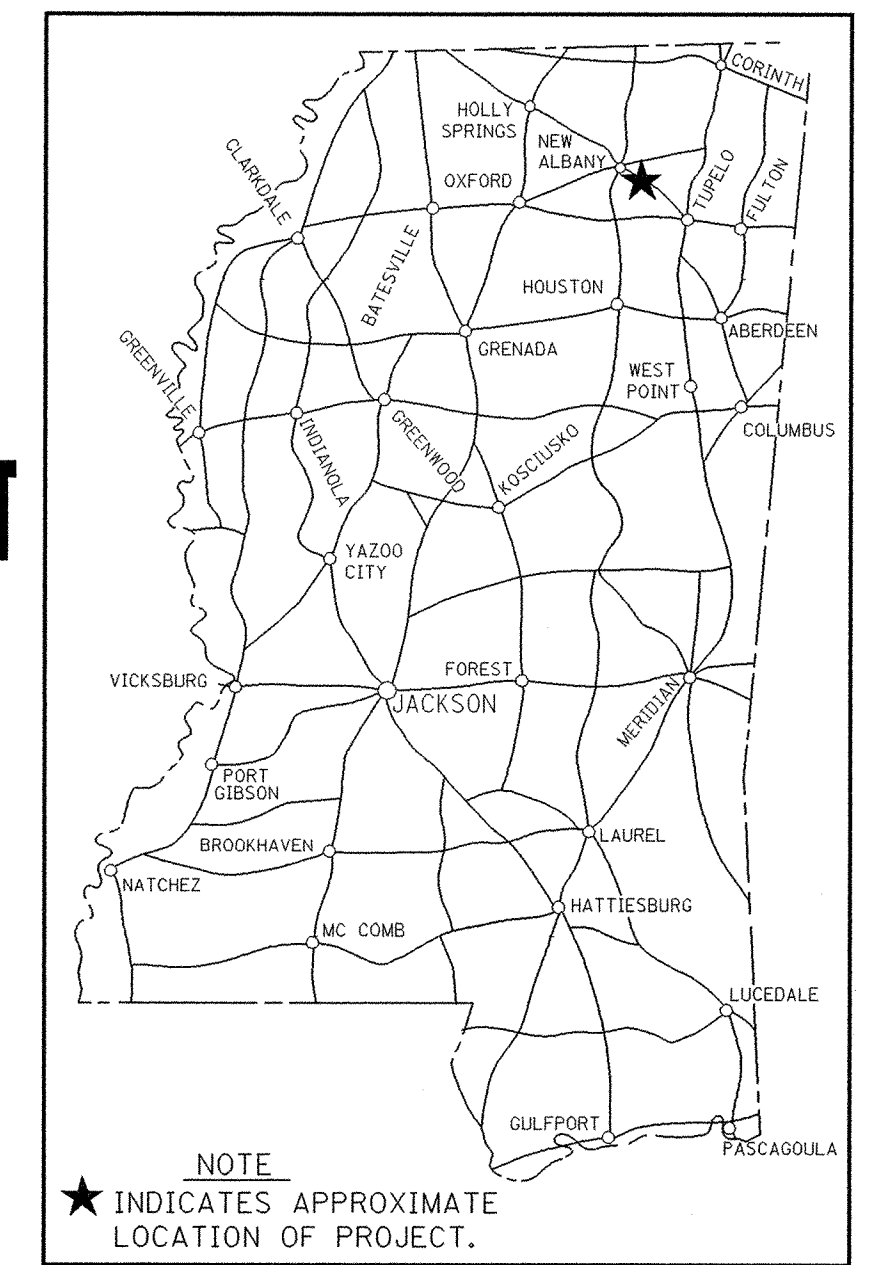 CORINTH
HOLLY
SPRINGS
NEW
ALBANY
CLARKDALE
OXFORD
TUPELO
FULTON
BATESVILLE
HOUSTON
ABERDEEN
GREENVILLE
GRENADA
WEST
POINT
COLUMBUS
INDIANOLA
GREENWOOD
KOSCIUSKO
YAZOO
CITY
VICKSBURG
FOREST
JACKSON
MERIDIAN
PORT
GIBSON
BROOKHAVEN
LAUREL
NATCHEZ
HATTIESBURG
MC COMB
LUCEDALE
GULFPORT
PASCAGOULA
NOTE
INDICATES APPROXIMATE
LOCATION OF PROJECT.